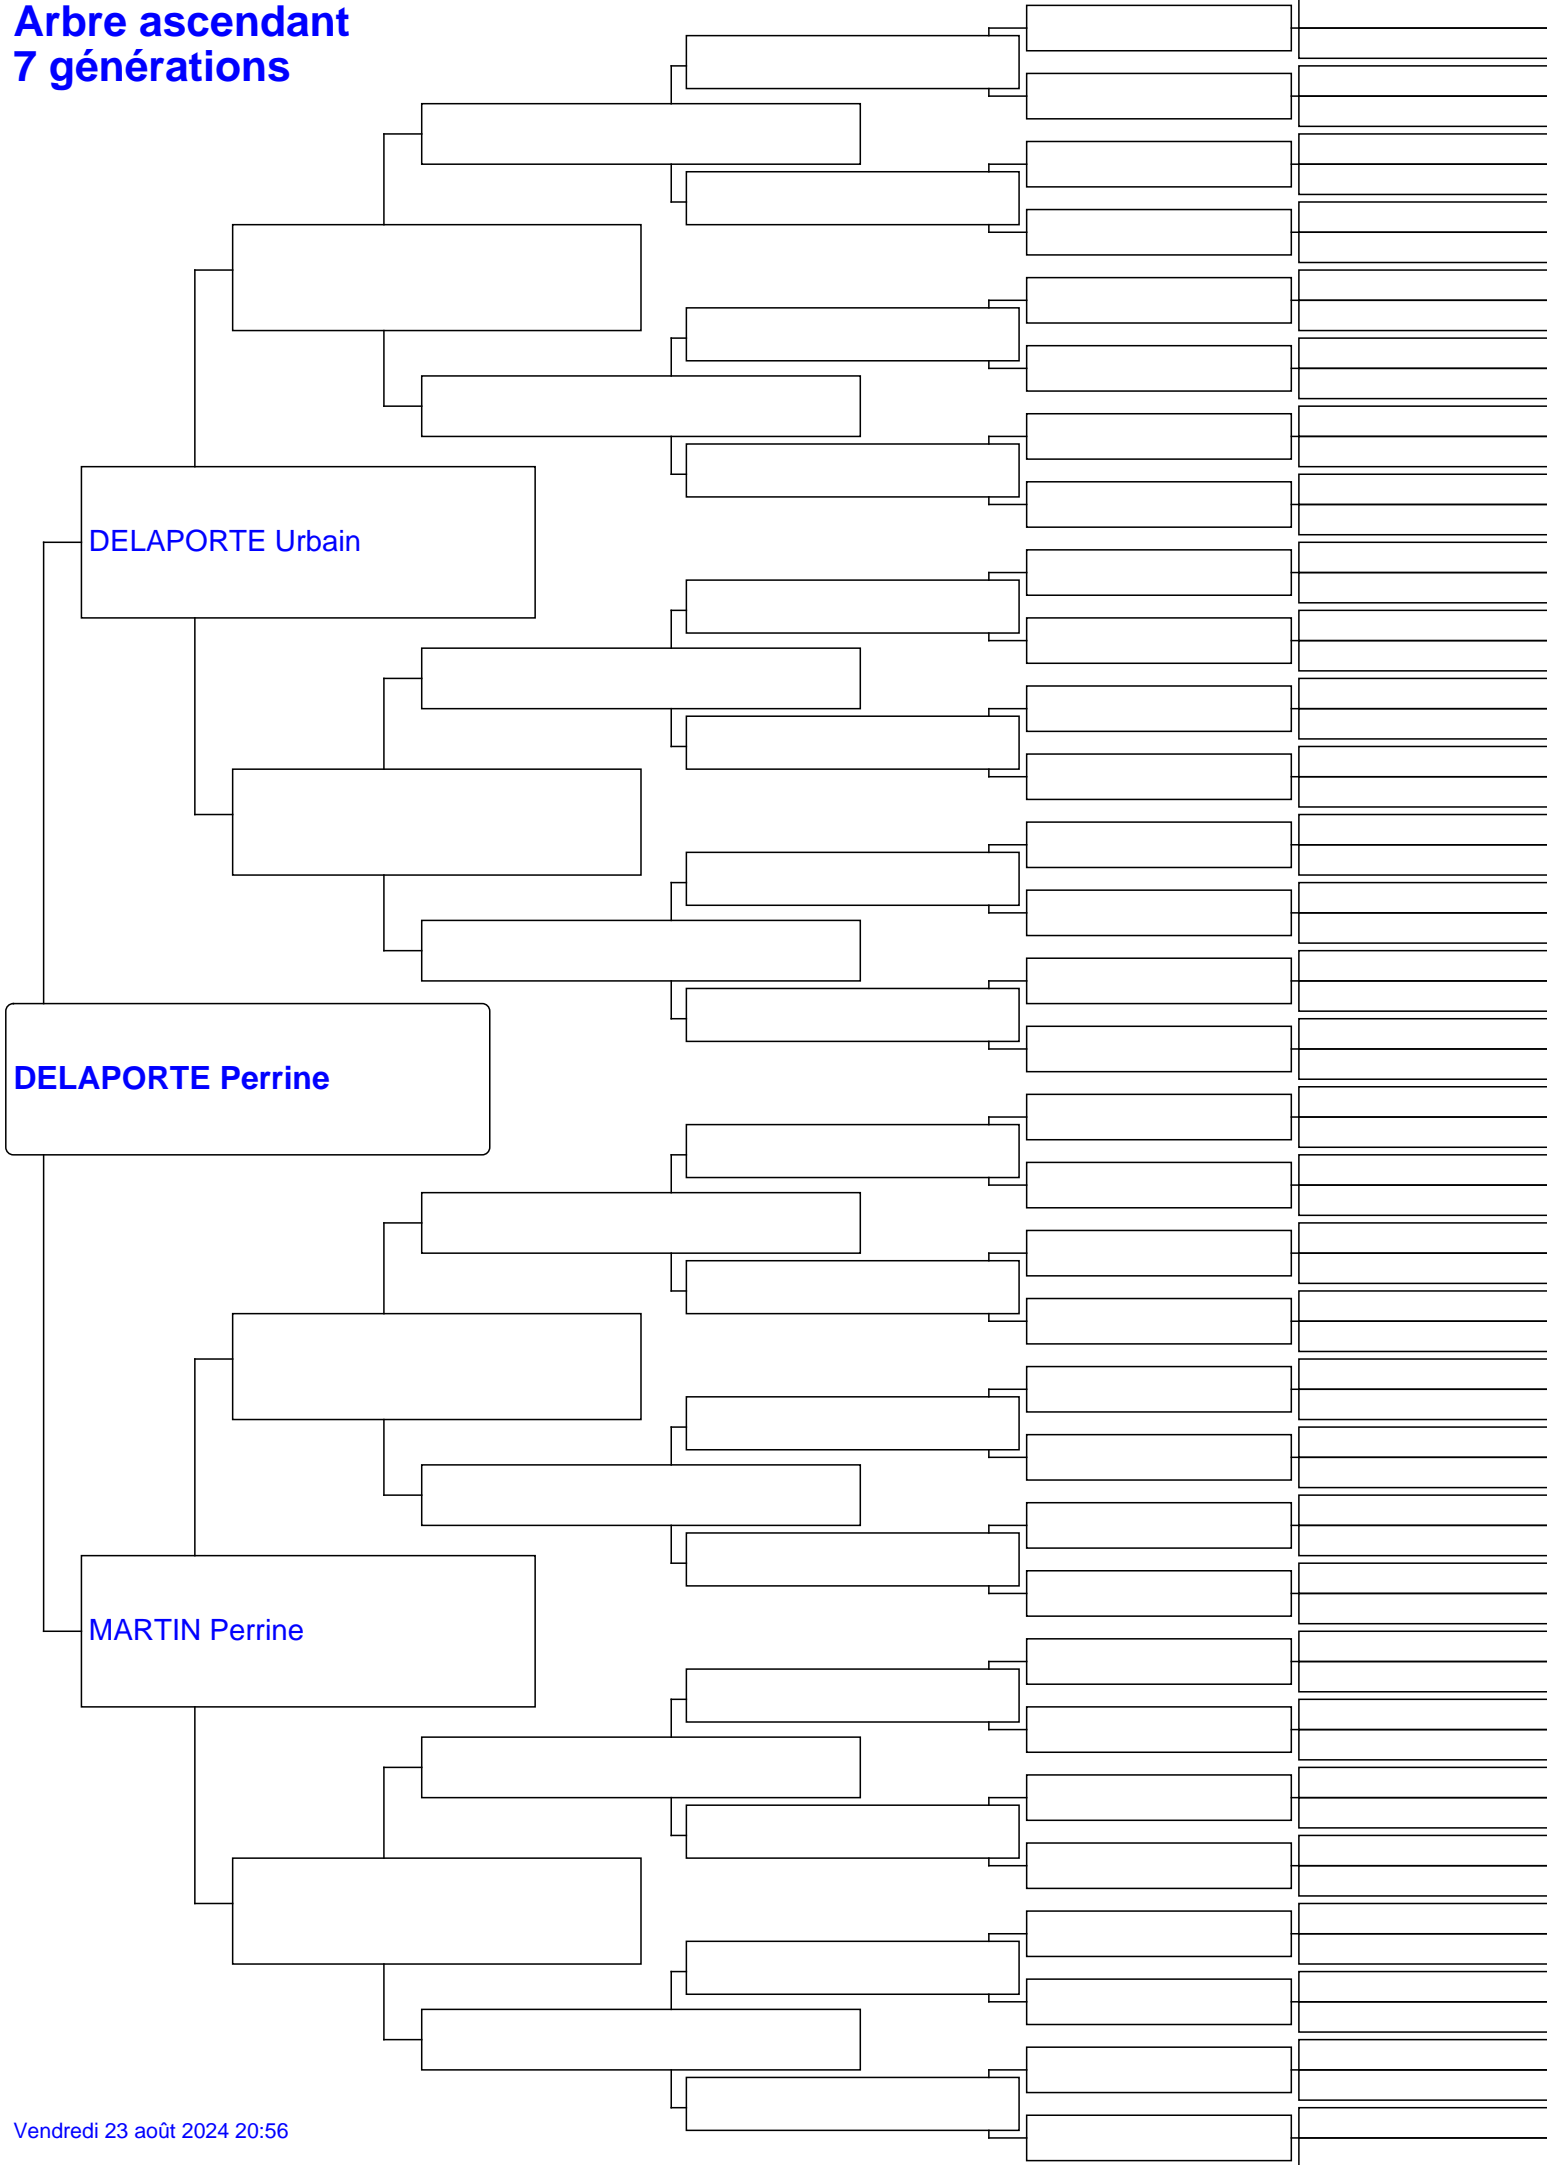 Arbre ascendant
7 générations
DELAPORTE Urbain
DELAPORTE Perrine
MARTIN Perrine
Vendredi 23 août 2024 20:56